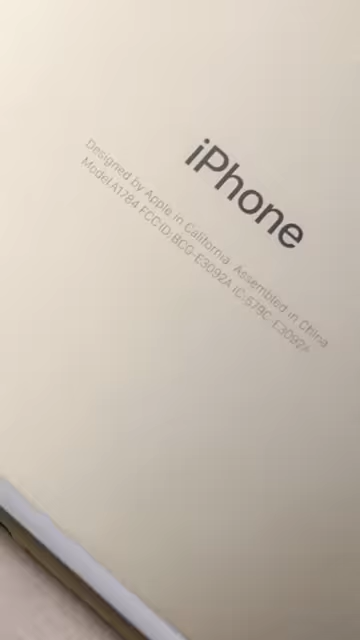 iPhone
Designed by Apple in California Assembled in China
Model A1784 FCC ID: BCG-E3092A IC: 579C-E3092A